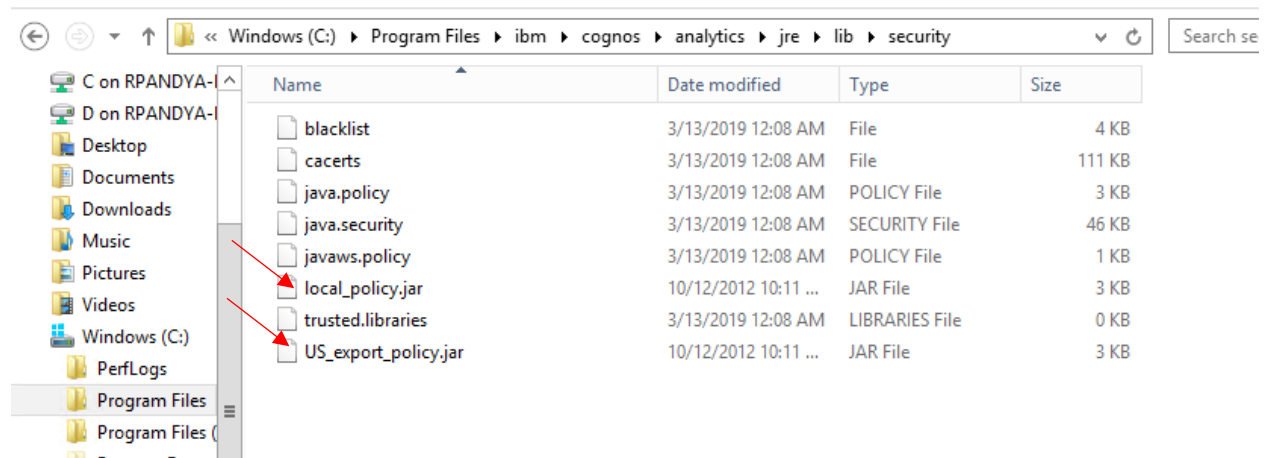 « Windows (C:) ▸ Program Files ▸ ibm ▸ cognos ▸ analytics ▸ jre ▸ lib ▸ security
Search se
C on RPANDYA-
D on RPANDYA-
Desktop
Documents
Downloads
Music
Pictures
Videos
Windows (C:)
PerfLogs
Program Files
Program Files (
Name Date modified Type Size
blacklist 3/13/2019 12:08 AM File 4 KB
cacerts 3/13/2019 12:08 AM File 111 KB
java.policy 3/13/2019 12:08 AM POLICY File 3 KB
java.security 3/13/2019 12:08 AM SECURITY File 46 KB
javaws.policy 3/13/2019 12:08 AM POLICY File 1 KB
local_policy.jar 10/12/2012 10:11 ... JAR File 3 KB
trusted.libraries 3/13/2019 12:08 AM LIBRARIES File 0 KB
US_export_policy.jar 10/12/2012 10:11 ... JAR File 3 KB